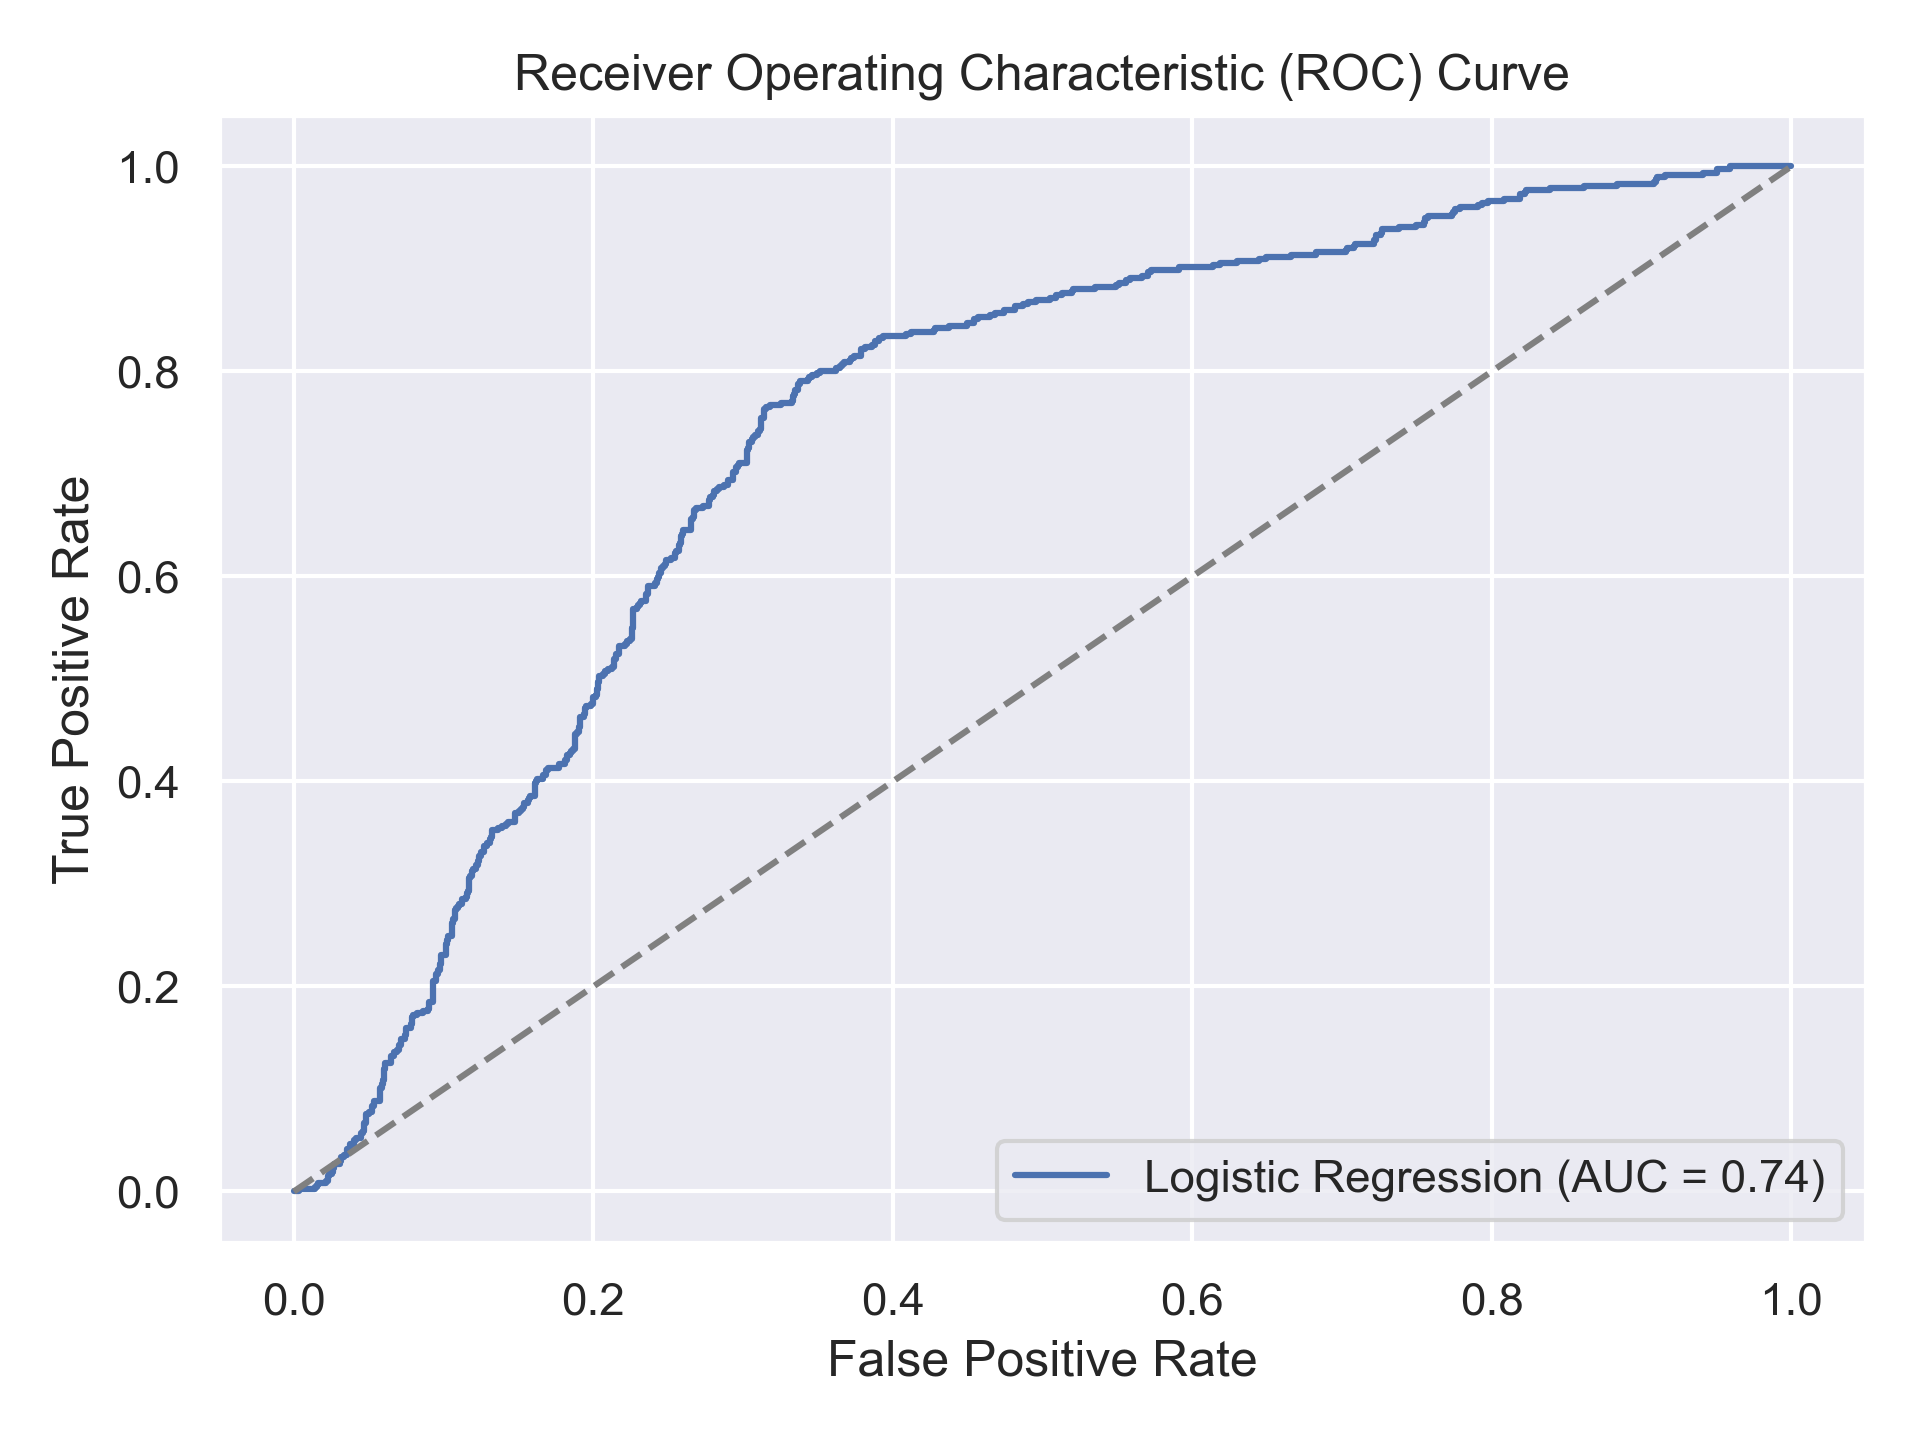 Receiver Operating Characteristic (ROC) Curve
1.0
0.8
0.6
0.4
0.2
0.0
True Positive Rate
Logistic Regression (AUC = 0.74)
0.0 0.2 0.4 0.6 0.8 1.0
False Positive Rate